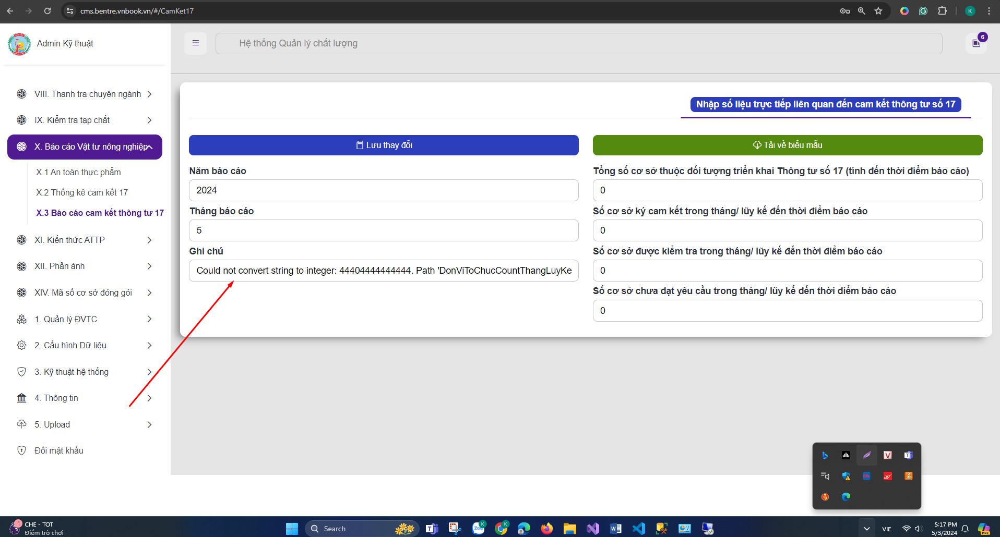 cms.bentre.vnbook.vn/#/CamKet17
K
Admin Kỹ thuật
Hệ thống Quản lý chất lượng
6
VIII. Thanh tra chuyên ngành
IX. Kiểm tra tạp chất
X. Báo cáo Vật tư nông nghiệp
X.1 An toàn thực phẩm
X.2 Thống kê cam kết 17
X.3 Báo cáo cam kết thông tư 17
XI. Kiến thức ATTP
XII. Phản ánh
XIV. Mã số cơ sở đóng gói
1. Quản lý ĐVTC
2. Cấu hình Dữ liệu
3. Kỹ thuật hệ thống
4. Thông tin
5. Upload
Đổi mật khẩu
Nhập số liệu trực tiếp liên quan đến cam kết thông tư số 17
Lưu thay đổi
Tải về biểu mẫu
Năm báo cáo
2024
Tháng báo cáo
5
Ghi chú
Could not convert string to integer: 44404444444444. Path 'DonViToChucCountThangLuyKe
Tổng số cơ sở thuộc đối tượng triển khai Thông tư số 17 (tính đến thời điểm báo cáo)
0
Số cơ sở ký cam kết trong tháng/ lũy kế đến thời điểm báo cáo
0
Số cơ sở được kiểm tra trong tháng/ lũy kế đến thời điểm báo cáo
0
Số cơ sở chưa đạt yêu cầu trong tháng/ lũy kế đến thời điểm báo cáo
0
1
CHE - TOT
Điểm trò chơi
Search
VIE
5:17 PM
5/3/2024